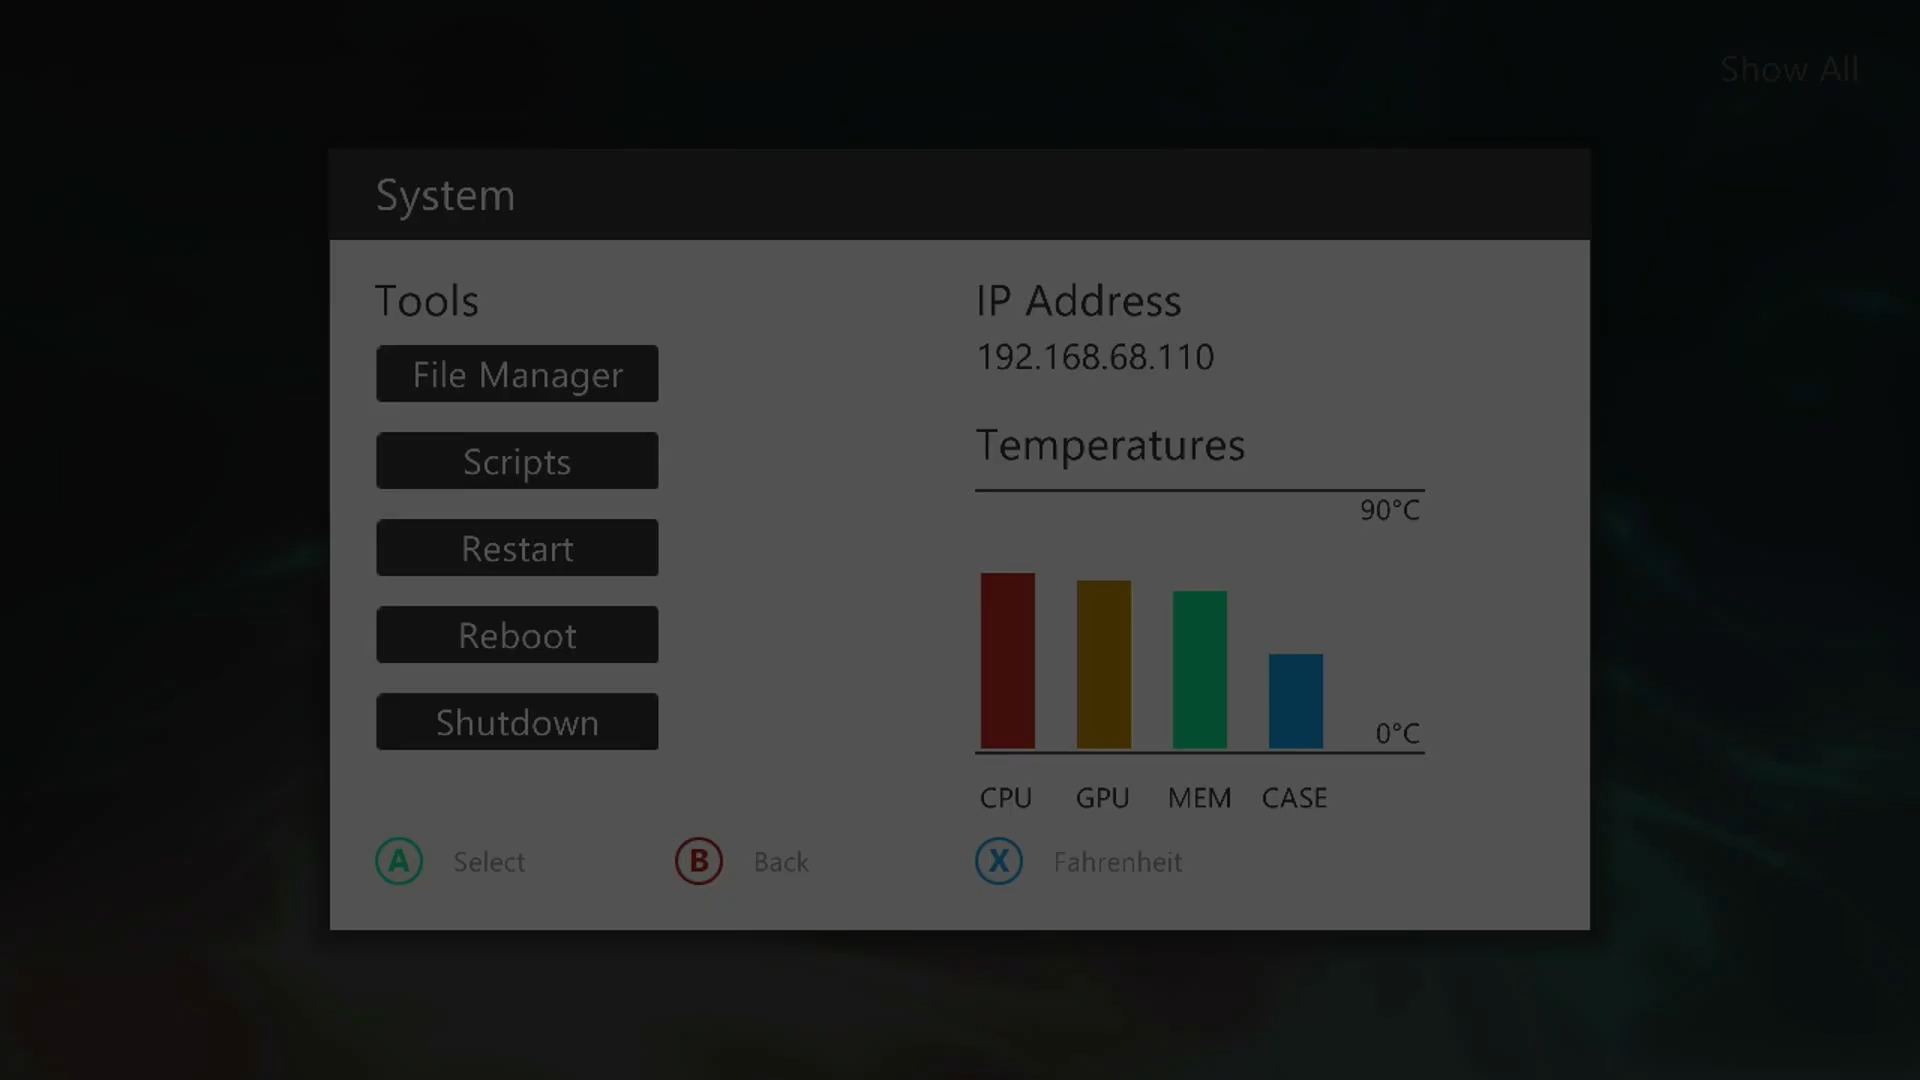 Show All
System
Tools
File Manager
Scripts
Restart
Reboot
Shutdown
IP Address
192.168.68.110
Temperatures
90°C
0°C
CPU GPU MEM CASE
A Select B Back X Fahrenheit